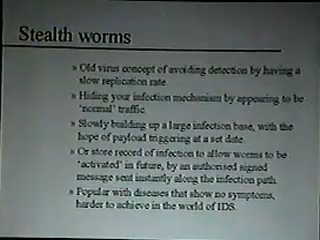 Stealth worms
» Old virus concept of avoiding detection by having a
slow replication rate.
» Hiding your infection mechanism by appearing to be
'normal' traffic.
» Slowly building up a large infection base, with the
hope of payload triggering at a set date.
» Or store record of infection to allow worms to be
'activated' in future, by an authorised signed
message sent instantly along the infection path.
» Popular with diseases that show no symptoms,
harder to achieve in the world of IDS.